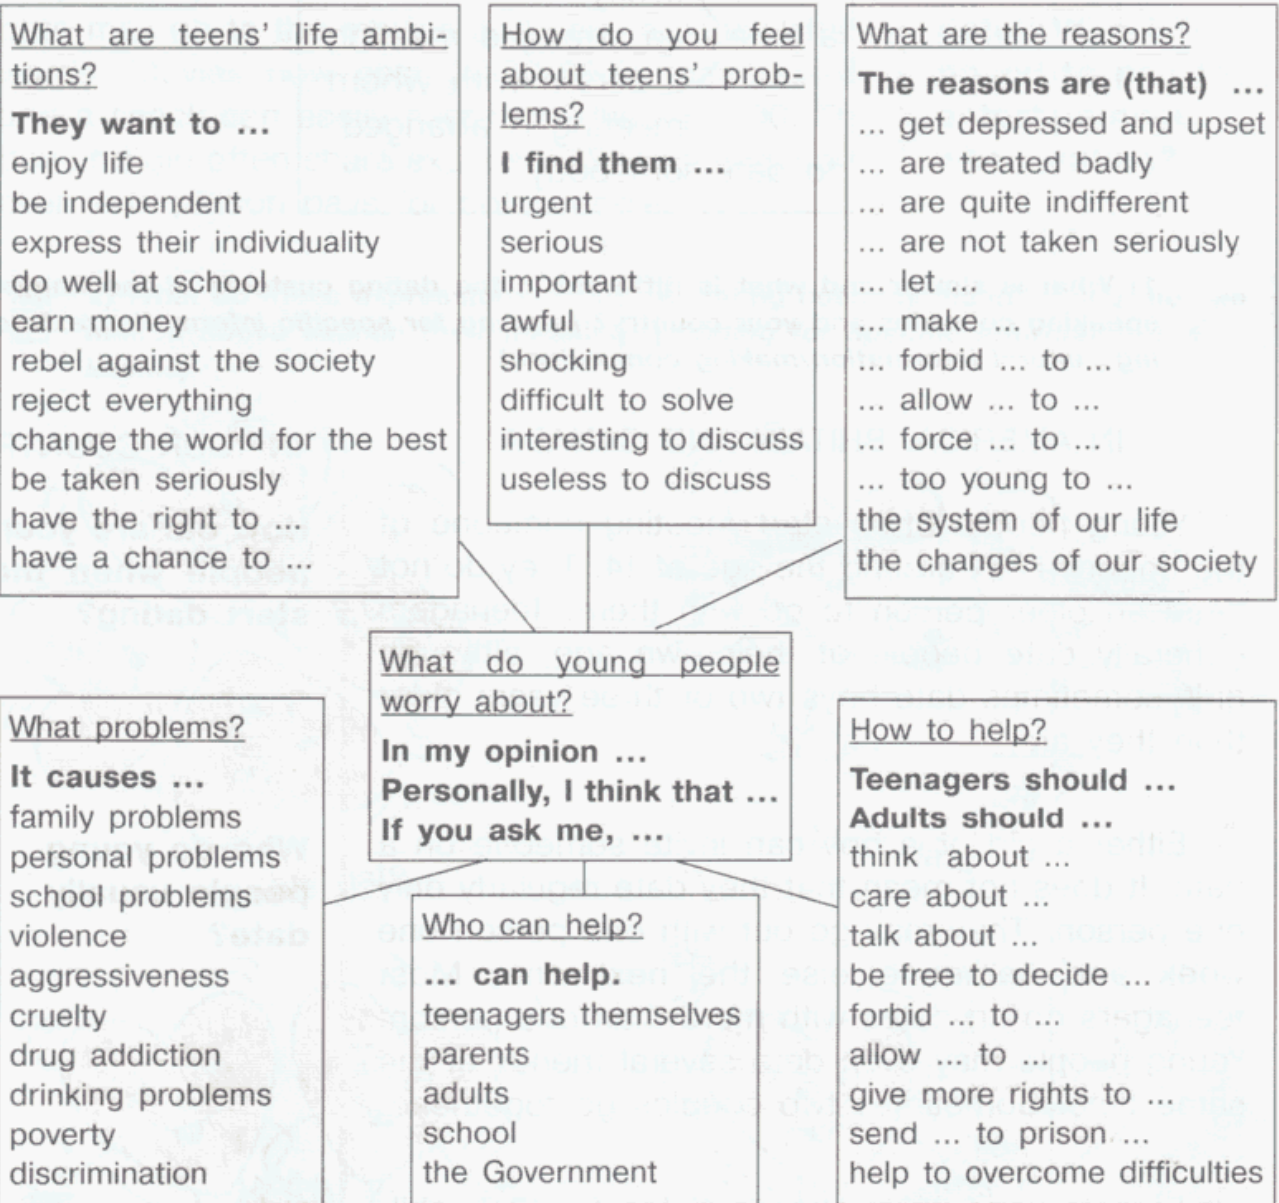 What are teens' life ambi-
tions?
They want to ...
enjoy life
be independent
express their individuality
do well at school
earn money
rebel against the society
reject everything
change the world for the best
be taken seriously
have the right to ...
have a chance to ...
How do you feel
about teens' prob-
lems?
I find them ...
urgent
serious
important
awful
shocking
difficult to solve
interesting to discuss
useless to discuss
What are the reasons?
The reasons are (that) ...
... get depressed and upset
... are treated badly
... are quite indifferent
... are not taken seriously
... let ...
... make ...
... forbid ... to ...
... allow ... to ...
... force ... to ...
... too young to ...
the system of our life
the changes of our society
What do young people
worry about?
In my opinion ...
Personally, I think that ...
If you ask me, ...
What problems?
It causes ...
family problems
personal problems
school problems
violence
aggressiveness
cruelty
drug addiction
drinking problems
poverty
discrimination
Who can help?
... can help.
teenagers themselves
parents
adults
school
the Government
How to help?
Teenagers should ...
Adults should ...
think about ...
care about ...
talk about ...
be free to decide ...
forbid ... to ...
allow ... to ...
give more rights to ...
send ... to prison ...
help to overcome difficulties